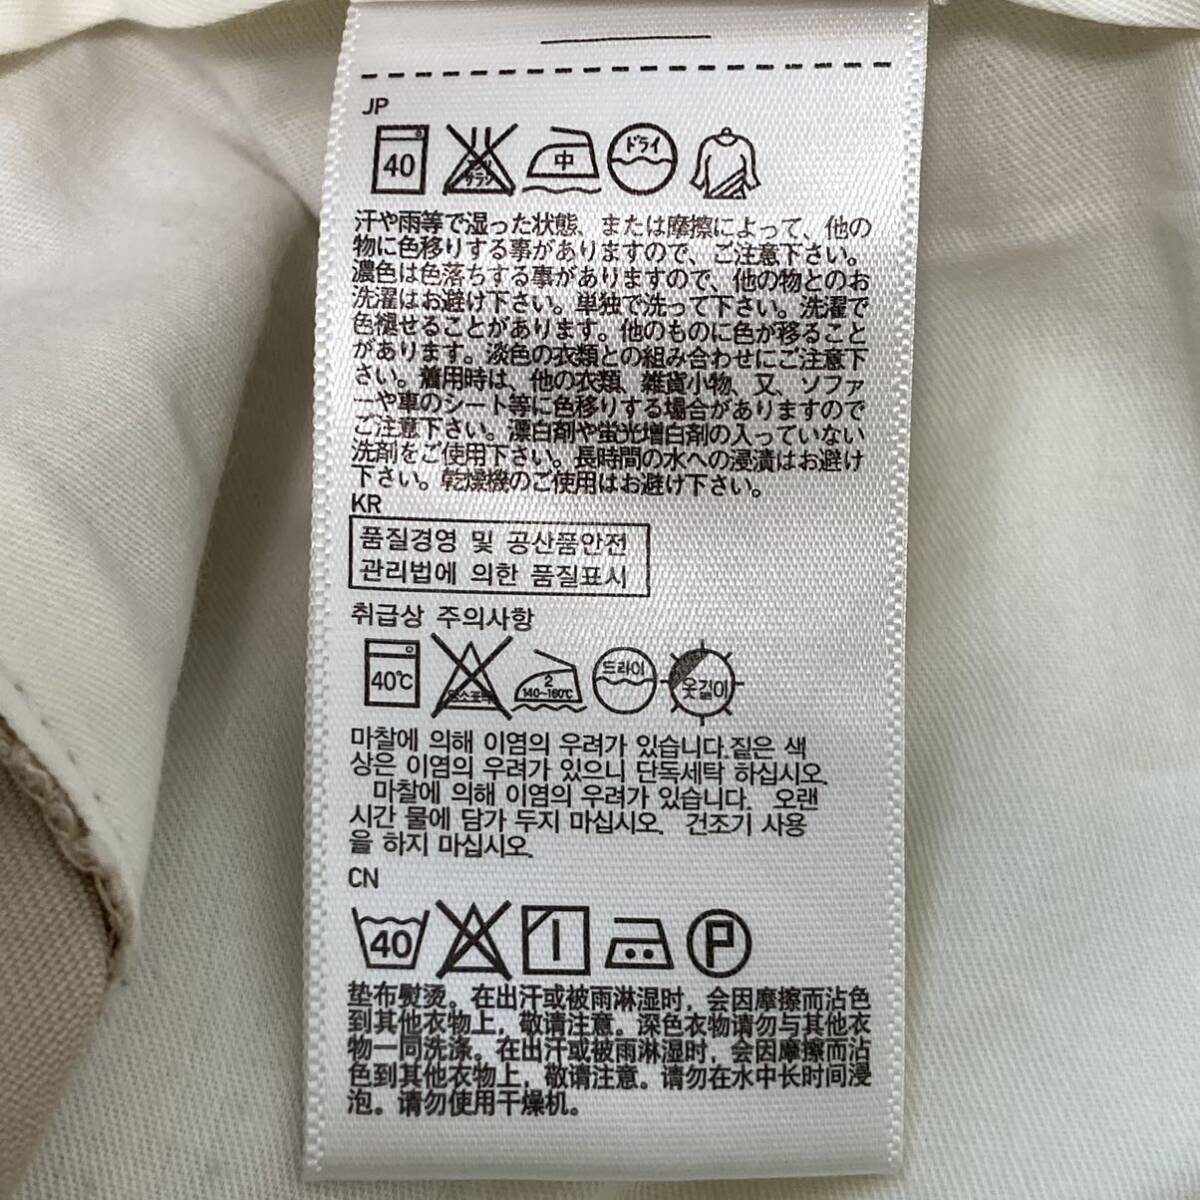 JP
40 エンソサラシ 中 ドライ
汗や雨等で湿った状態、または摩擦によって、他の
物に色移りする事がありますので、ご注意下さい。
濃色は色落ちする事がありますので、他の物とのお
洗濯はお避け下さい。単独で洗って下さい。洗濯で
色褪せることがあります。他のものに色が移ること
があります。淡色の衣類との組み合わせにご注意下
さい。着用時は、他の衣類、雑貨小物、又、ソファ
ーや車のシート等に色移りする場合がありますので
ご注意下さい。漂白剤や蛍光増白剤の入っていない
洗剤をご使用下さい。長時間の水への浸漬はお避け
下さい。乾燥機のご使用はお避け下さい。
KR
품질경영 및 공산품안전
관리법에 의한 품질표시
취급상 주의사항
40℃ 2 140~160℃ 드라이 옷걸이
마찰에 의해 이염의 우려가 있습니다.짙은 색
상은 이염의 우려가 있으니 단독세탁 하십시오.
마찰에 의해 이염의 우려가 있습니다. 오랜
시간 물에 담가 두지 마십시오. 건조기 사용
을 하지 마십시오.
CN
40 P
垫布熨烫。在出汗或被雨淋湿时，会因摩擦而沾色
到其他衣物上，敬请注意。深色衣物请勿与其他衣
物一同洗涤。在出汗或被雨淋湿时，会因摩擦而沾
色到其他衣物上，敬请注意。请勿在水中长时间浸
泡。请勿使用干燥机。